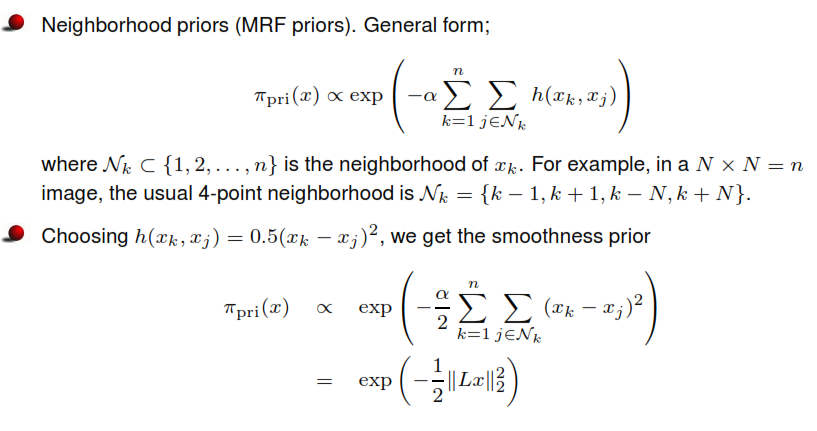 Neighborhood priors (MRF priors). General form;
π_pri(x) ∝ exp ( −α ∑_{k=1}^{n} ∑_{j∈𝒩_k} h(x_k, x_j) )
where 𝒩_k ⊂ {1, 2, . . . , n} is the neighborhood of x_k. For example, in a N × N = n
image, the usual 4-point neighborhood is 𝒩_k = {k − 1, k + 1, k − N, k + N}.
Choosing h(x_k, x_j) = 0.5(x_k − x_j)², we get the smoothness prior
π_pri(x) ∝ exp ( −α/2 ∑_{k=1}^{n} ∑_{j∈𝒩_k} (x_k − x_j)² )
= exp ( −1/2 ‖Lx‖₂² )